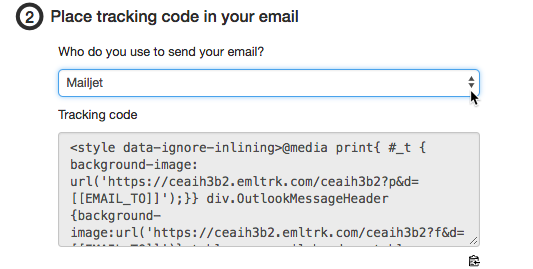 2 Place tracking code in your email
Who do you use to send your email?
Mailjet
Tracking code
<style data-ignore-inlining>@media print{ #_t {
background-image:
url('https://ceaih3b2.emltrk.com/ceaih3b2?p&d=
[[EMAIL_TO]]');}} div.OutlookMessageHeader
{background-
image:url('https://ceaih3b2.emltrk.com/ceaih3b2?f&d=